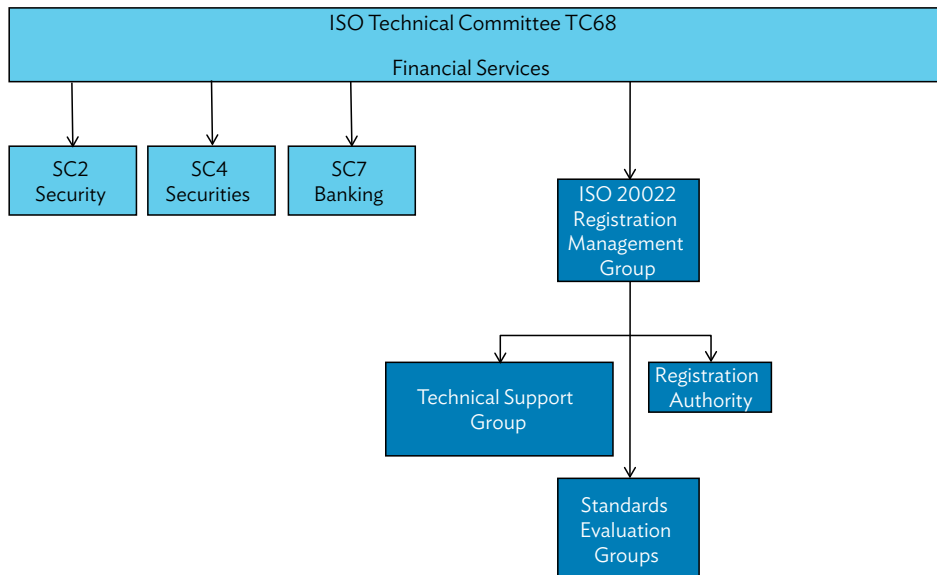 ISO Technical Committee TC68
Financial Services
SC2
Security
SC4
Securities
SC7
Banking
ISO 20022
Registration
Management
Group
Technical Support
Group
Registration
Authority
Standards
Evaluation
Groups